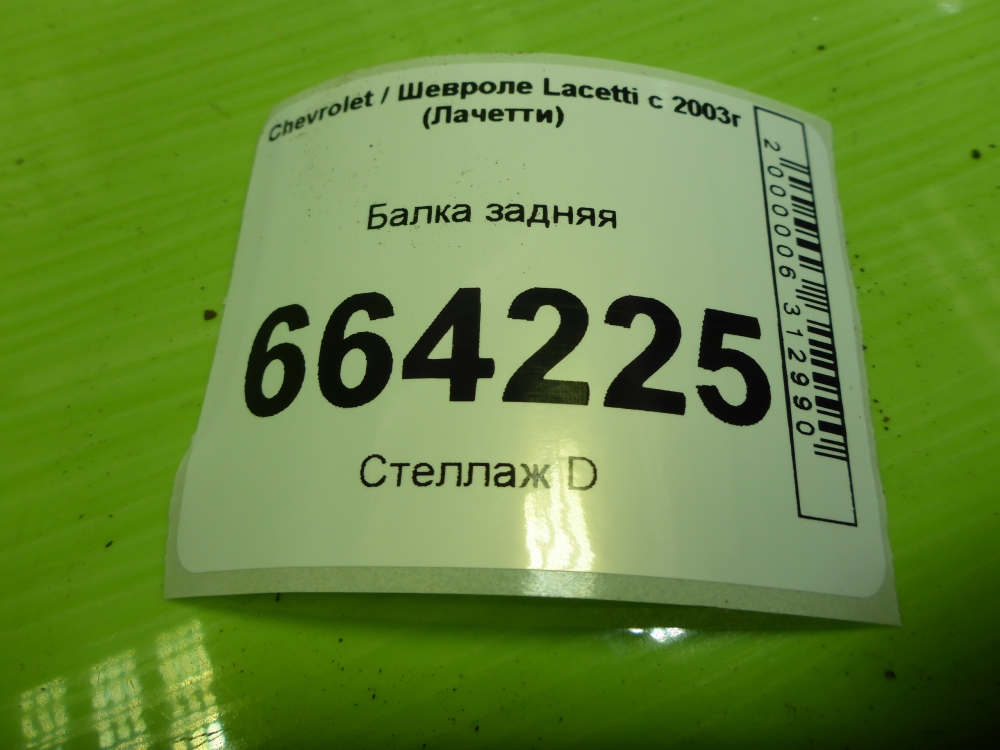 Chevrolet / Шевроле Lacetti с 2003г
(Лачетти)
Балка задняя
664225
Стеллаж D
2000006312990